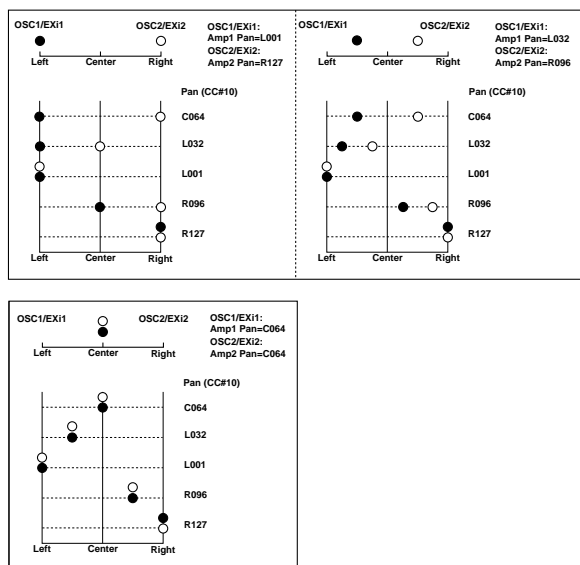 OSC1/EXi1 OSC2/EXi2 OSC1/EXi1:
Amp1 Pan=L001
OSC2/EXi2:
Amp2 Pan=R127
Left Center Right
Pan (CC#10)
C064
L032
L001
R096
R127
Left Center Right
OSC1/EXi1 OSC2/EXi2 OSC1/EXi1:
Amp1 Pan=L032
OSC2/EXi2:
Amp2 Pan=R096
Left Center Right
Pan (CC#10)
C064
L032
L001
R096
R127
Left Center Right
OSC1/EXi1 OSC2/EXi2 OSC1/EXi1:
Amp1 Pan=C064
OSC2/EXi2:
Amp2 Pan=C064
Left Center Right
Pan (CC#10)
C064
L032
L001
R096
R127
Left Center Right